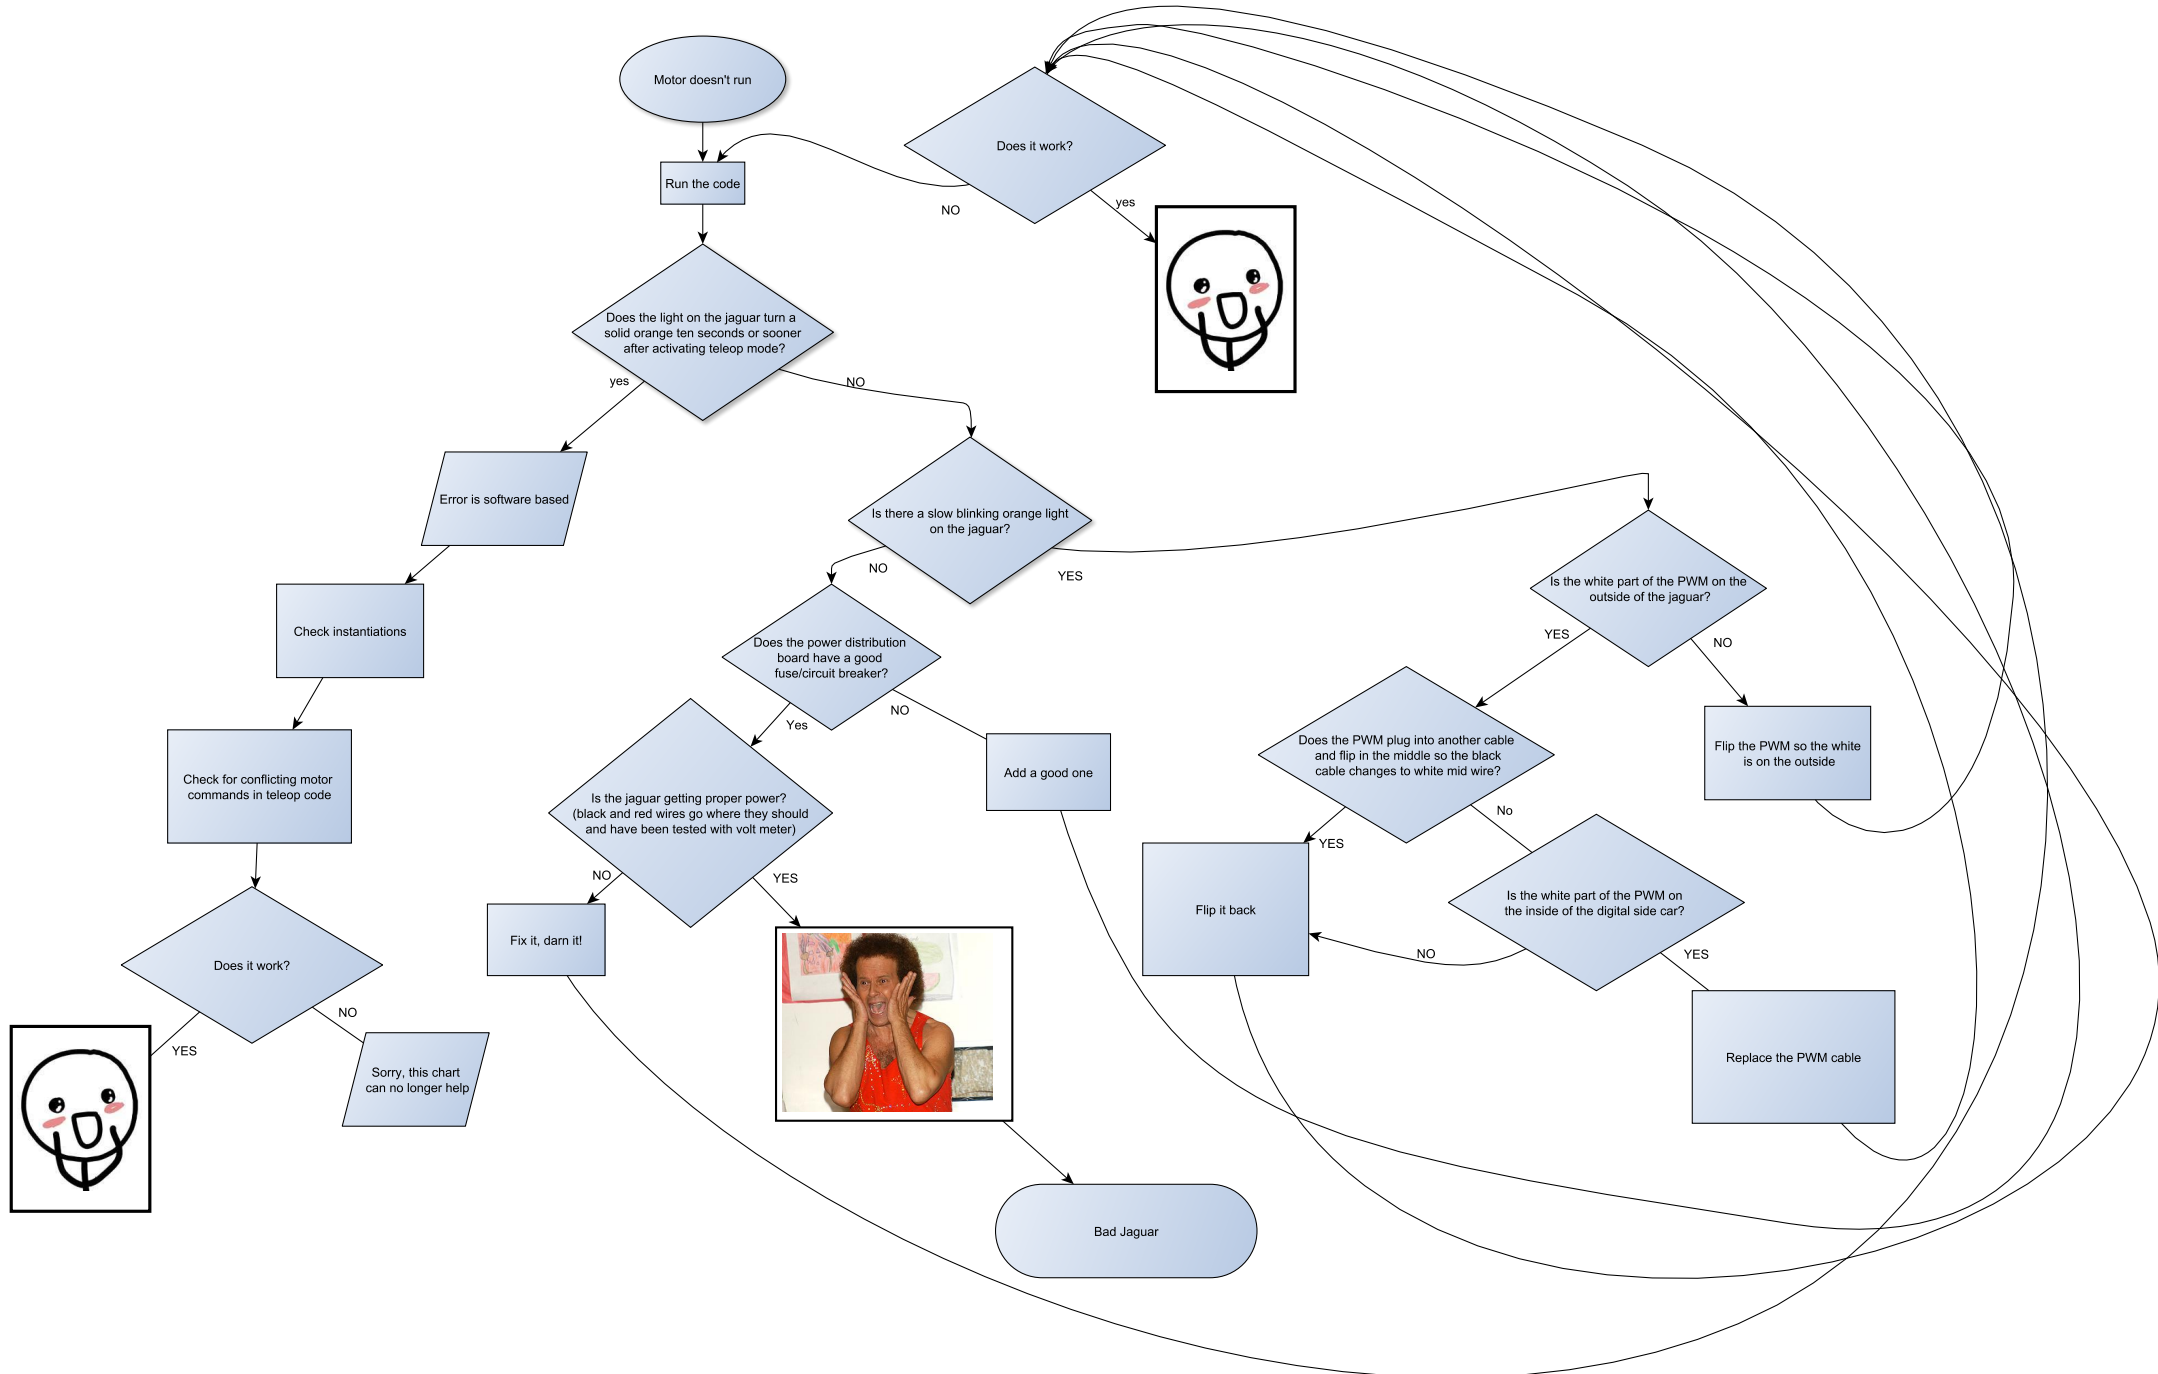 Motor doesn't run
Does it work?
Run the code
NO
yes
Does the light on the jaguar turn a
solid orange ten seconds or sooner
after activating teleop mode?
yes
NO
Error is software based
Is there a slow blinking orange light
on the jaguar?
NO
YES
Is the white part of the PWM on the
outside of the jaguar?
YES
NO
Check instantiations
Does the power distribution
board have a good
fuse/circuit breaker?
Yes
NO
Flip the PWM so the white
is on the outside
Does the PWM plug into another cable
and flip in the middle so the black
cable changes to white mid wire?
YES
No
Add a good one
Check for conflicting motor
commands in teleop code
Is the jaguar getting proper power?
(black and red wires go where they should
and have been tested with volt meter)
NO
YES
Flip it back
Is the white part of the PWM on
the inside of the digital side car?
NO
YES
Fix it, darn it!
Does it work?
YES
NO
Sorry, this chart
can no longer help
Replace the PWM cable
Bad Jaguar